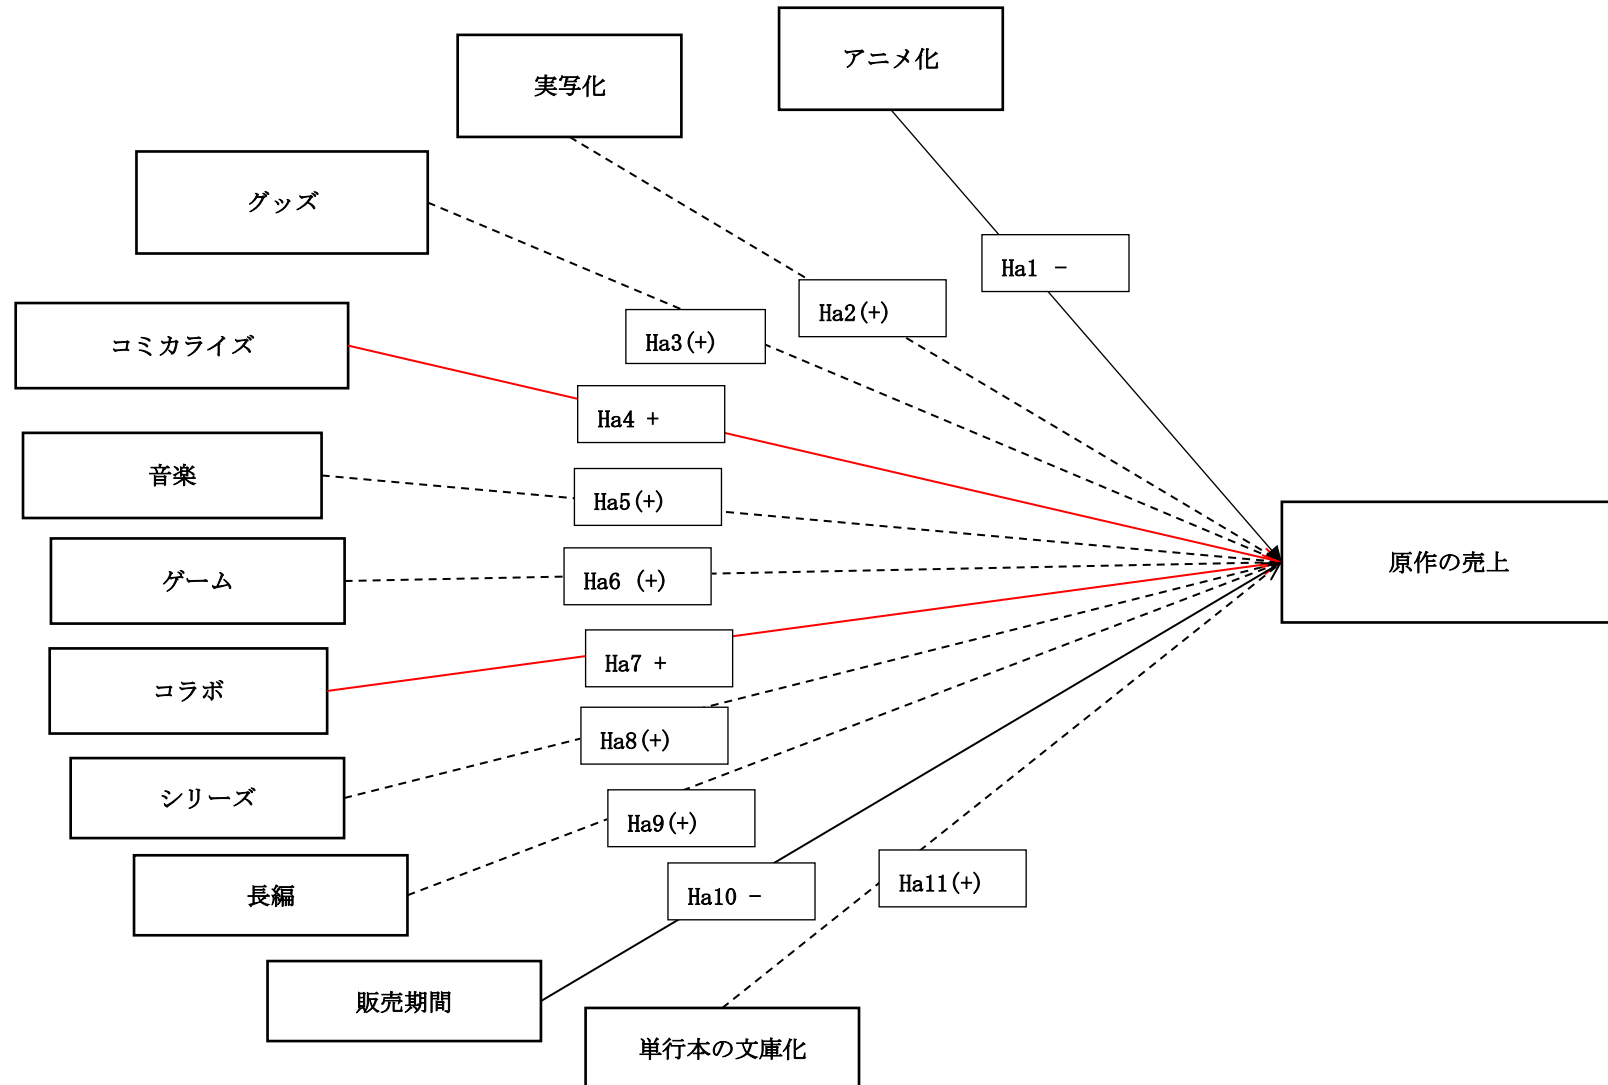 アニメ化
実写化
グッズ
Ha1 －
Ha2(+)
Ha3(+)
コミカライズ
Ha4 +
音楽
Ha5(+)
原作の売上
ゲーム
Ha6 (+)
Ha7 +
コラボ
Ha8(+)
シリーズ
Ha9(+)
長編
Ha10 －
Ha11(+)
販売期間
単行本の文庫化